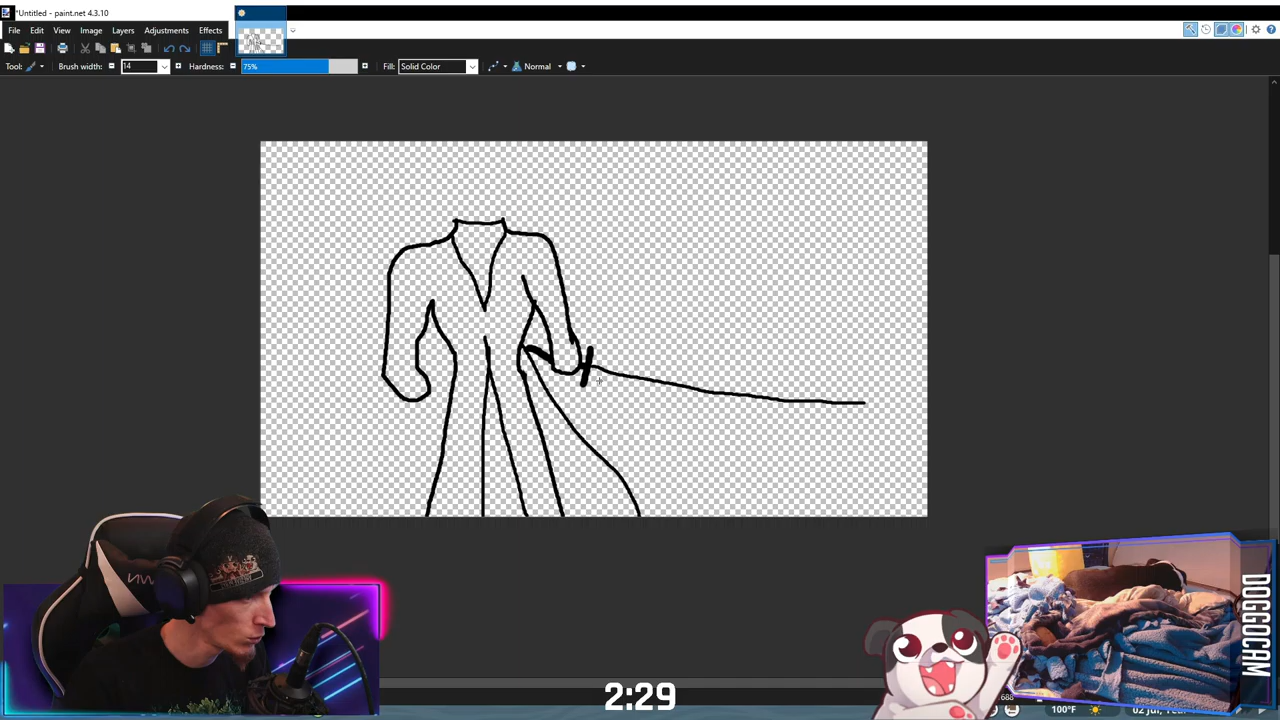 *Untitled - paint.net 4.3.10
File Edit View Image Layers Adjustments Effects
Tool: Brush width: 14 Hardness: 75% Fill: Solid Color Normal
DOGGOCAM
2:29
100°F